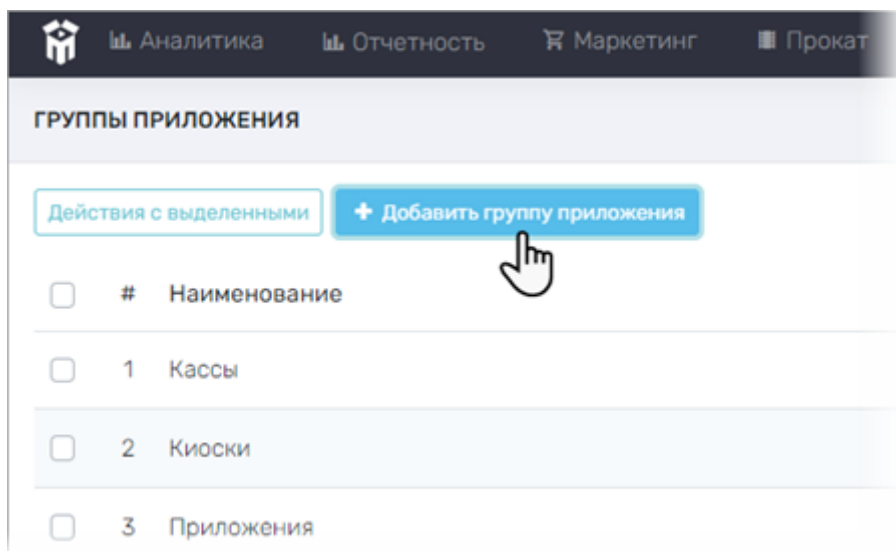 Аналитика Отчетность Маркетинг Прокат
ГРУППЫ ПРИЛОЖЕНИЯ
Действия с выделенными + Добавить группу приложения
# Наименование
1 Кассы
2 Киоски
3 Приложения